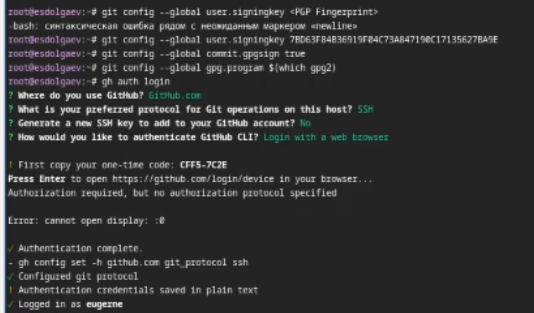 root@esdolgaev:~# git config --global user.signingkey <PGP Fingerprint>
-bash: синтаксическая ошибка рядом с неожиданным маркером «newline»
root@esdolgaev:~# git config --global user.signingkey 7BD63F84B36919F04C73A847190C17135627BA9E
root@esdolgaev:~# git config --global commit.gpgsign true
root@esdolgaev:~# git config --global gpg.program $(which gpg2)
root@esdolgaev:~# gh auth login
? Where do you use GitHub? GitHub.com
? What is your preferred protocol for Git operations on this host? SSH
? Generate a new SSH key to add to your GitHub account? No
? How would you like to authenticate GitHub CLI? Login with a web browser
! First copy your one-time code: CFF5-7C2E
Press Enter to open https://github.com/login/device in your browser...
Authorization required, but no authorization protocol specified
Error: cannot open display: :0
✓ Authentication complete.
- gh config set -h github.com git_protocol ssh
✓ Configured git protocol
! Authentication credentials saved in plain text
✓ Logged in as eugerne